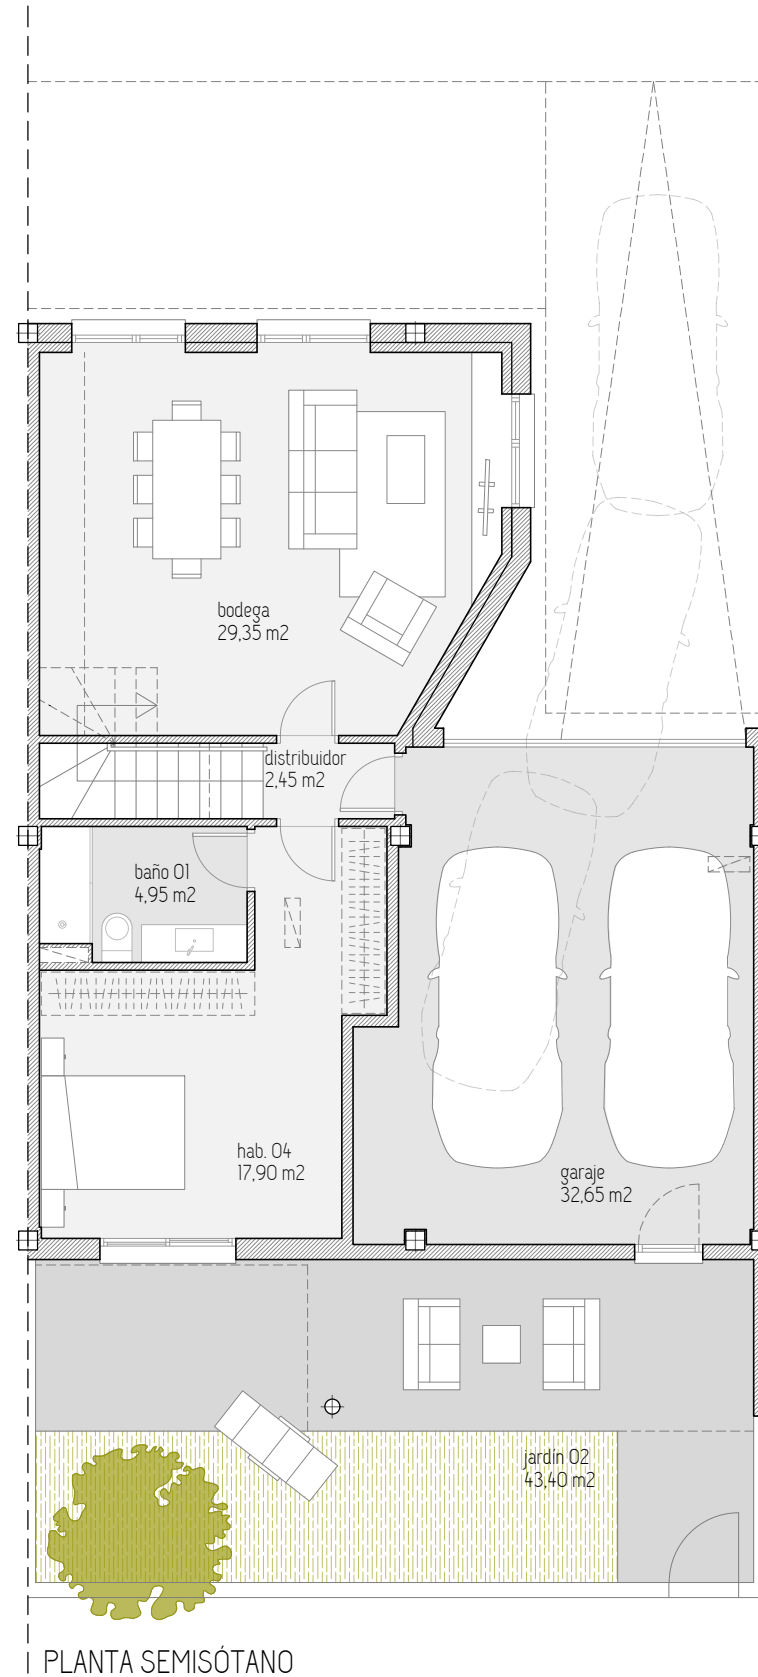 bodega
29,35 m2
distribuidor
2,45 m2
baño 01
4,95 m2
hab. 04
17,90 m2
garaje
32,65 m2
jardín 02
43,40 m2
PLANTA SEMISÓTANO